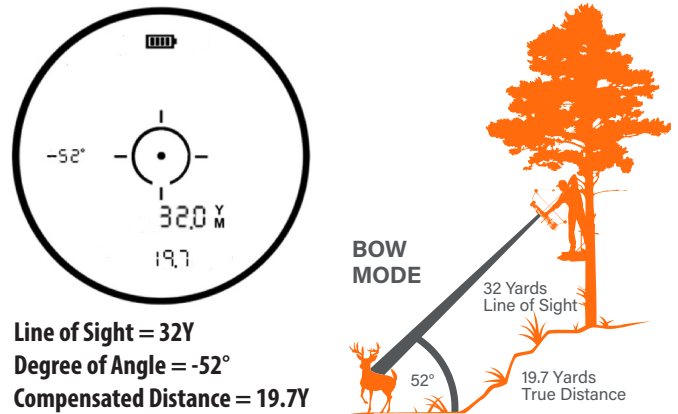 -52°
32.0 Y
M
19.7
Line of Sight = 32Y
Degree of Angle = -52°
Compensated Distance = 19.7Y
BOW
MODE
32 Yards
Line of Sight
52°
19.7 Yards
True Distance